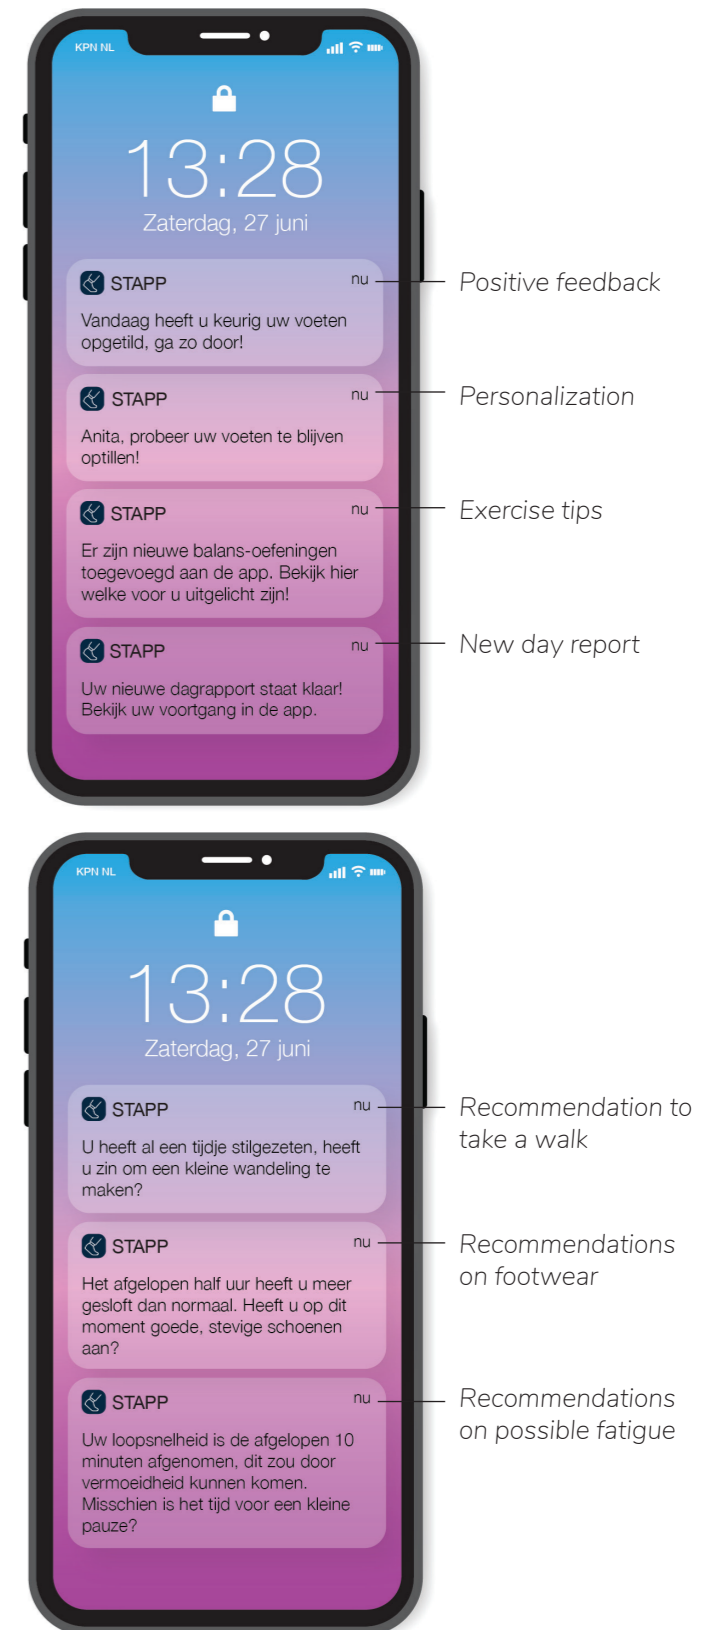 KPN NL
13:28
Zaterdag, 27 juni
STAPP
nu
Positive feedback
Vandaag heeft u keurig uw voeten
opgetild, ga zo door!
STAPP
nu
Personalization
Anita, probeer uw voeten te blijven
optillen!
STAPP
nu
Exercise tips
Er zijn nieuwe balans-oefeningen
toegevoegd aan de app. Bekijk hier
welke voor u uitgelicht zijn!
STAPP
nu
New day report
Uw nieuwe dagrapport staat klaar!
Bekijk uw voortgang in de app.
KPN NL
13:28
Zaterdag, 27 juni
STAPP
nu
Recommendation to
take a walk
U heeft al een tijdje stilgezeten, heeft
u zin om een kleine wandeling te
maken?
STAPP
nu
Recommendations
on footwear
Het afgelopen half uur heeft u meer
gesloft dan normaal. Heeft u op dit
moment goede, stevige schoenen
aan?
STAPP
nu
Recommendations
on possible fatigue
Uw loopsnelheid is de afgelopen 10
minuten afgenomen, dit zou door
vermoeidheid kunnen komen.
Misschien is het tijd voor een kleine
pauze?